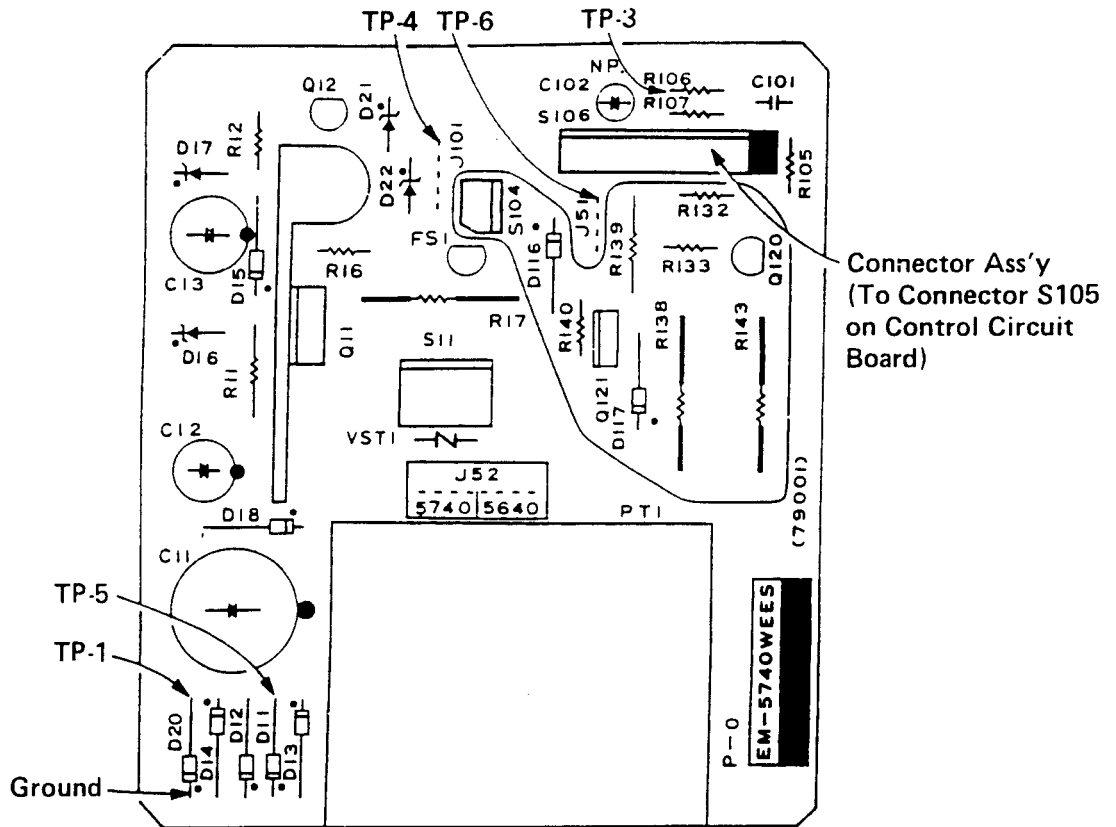 TP-4 TP-6 TP-3
NP.
Q12
D21
C102
R106
R107
C101
S106
D17
R12
J101
D22
S104
R105
R132
J51
D116
R139
R133
Q120
FS1
C13
D15
R16
Connector Ass'y
(To Connector S105
on Control Circuit
Board)
R17
R140
R138
R143
D16
R11
Q11
S11
Q121
D117
C12
VST1
J52
5740 5640
PT1
(79001)
D18
C11
TP-5
TP-1
EM-5740WEES
P-0
D20
D14
D12
D11
D13
Ground